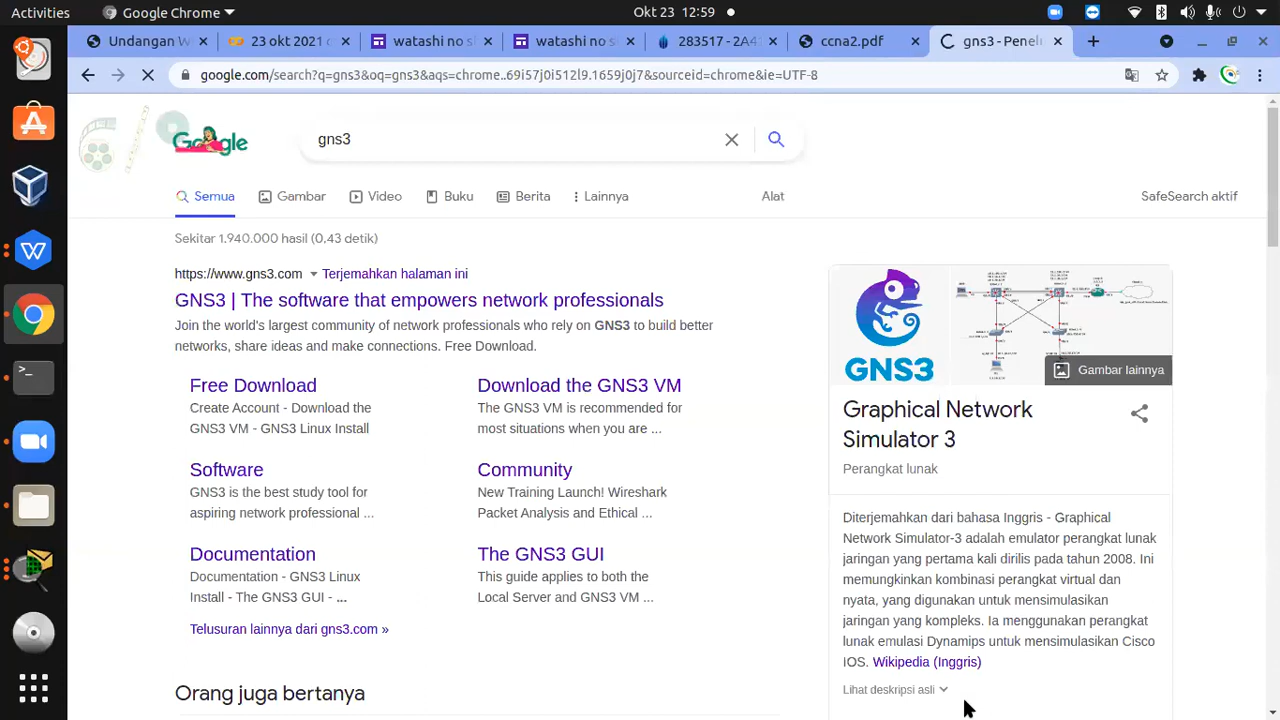 Activities
Google Chrome
Okt 23 12:59
Undangan W
23 okt 2021
watashi no s
watashi no s
283517 - 2A4
ccna2.pdf
gns3 - Penel
google.com/search?q=gns3&oq=gns3&aqs=chrome..69i57j0i512l9.1659j0j7&sourceid=chrome&ie=UTF-8
Google
gns3
Semua
Gambar
Video
Buku
Berita
Lainnya
Alat
SafeSearch aktif
Sekitar 1.940.000 hasil (0,43 detik)
https://www.gns3.com
Terjemahkan halaman ini
GNS3 | The software that empowers network professionals
Join the world's largest community of network professionals who rely on GNS3 to build better
networks, share ideas and make connections. Free Download.
Free Download
Create Account - Download the
GNS3 VM - GNS3 Linux Install
Download the GNS3 VM
The GNS3 VM is recommended for
most situations when you are ...
Software
GNS3 is the best study tool for
aspiring network professional ...
Community
New Training Launch! Wireshark
Packet Analysis and Ethical ...
Documentation
Documentation - GNS3 Linux
Install - The GNS3 GUI - ...
The GNS3 GUI
This guide applies to both the
Local Server and GNS3 VM ...
Telusuran lainnya dari gns3.com »
Orang juga bertanya
GNS3
Gambar lainnya
Graphical Network
Simulator 3
Perangkat lunak
Diterjemahkan dari bahasa Inggris - Graphical
Network Simulator-3 adalah emulator perangkat lunak
jaringan yang pertama kali dirilis pada tahun 2008. Ini
memungkinkan kombinasi perangkat virtual dan
nyata, yang digunakan untuk mensimulasikan
jaringan yang kompleks. Ia menggunakan perangkat
lunak emulasi Dynamips untuk mensimulasikan Cisco
IOS. Wikipedia (Inggris)
Lihat deskripsi asli